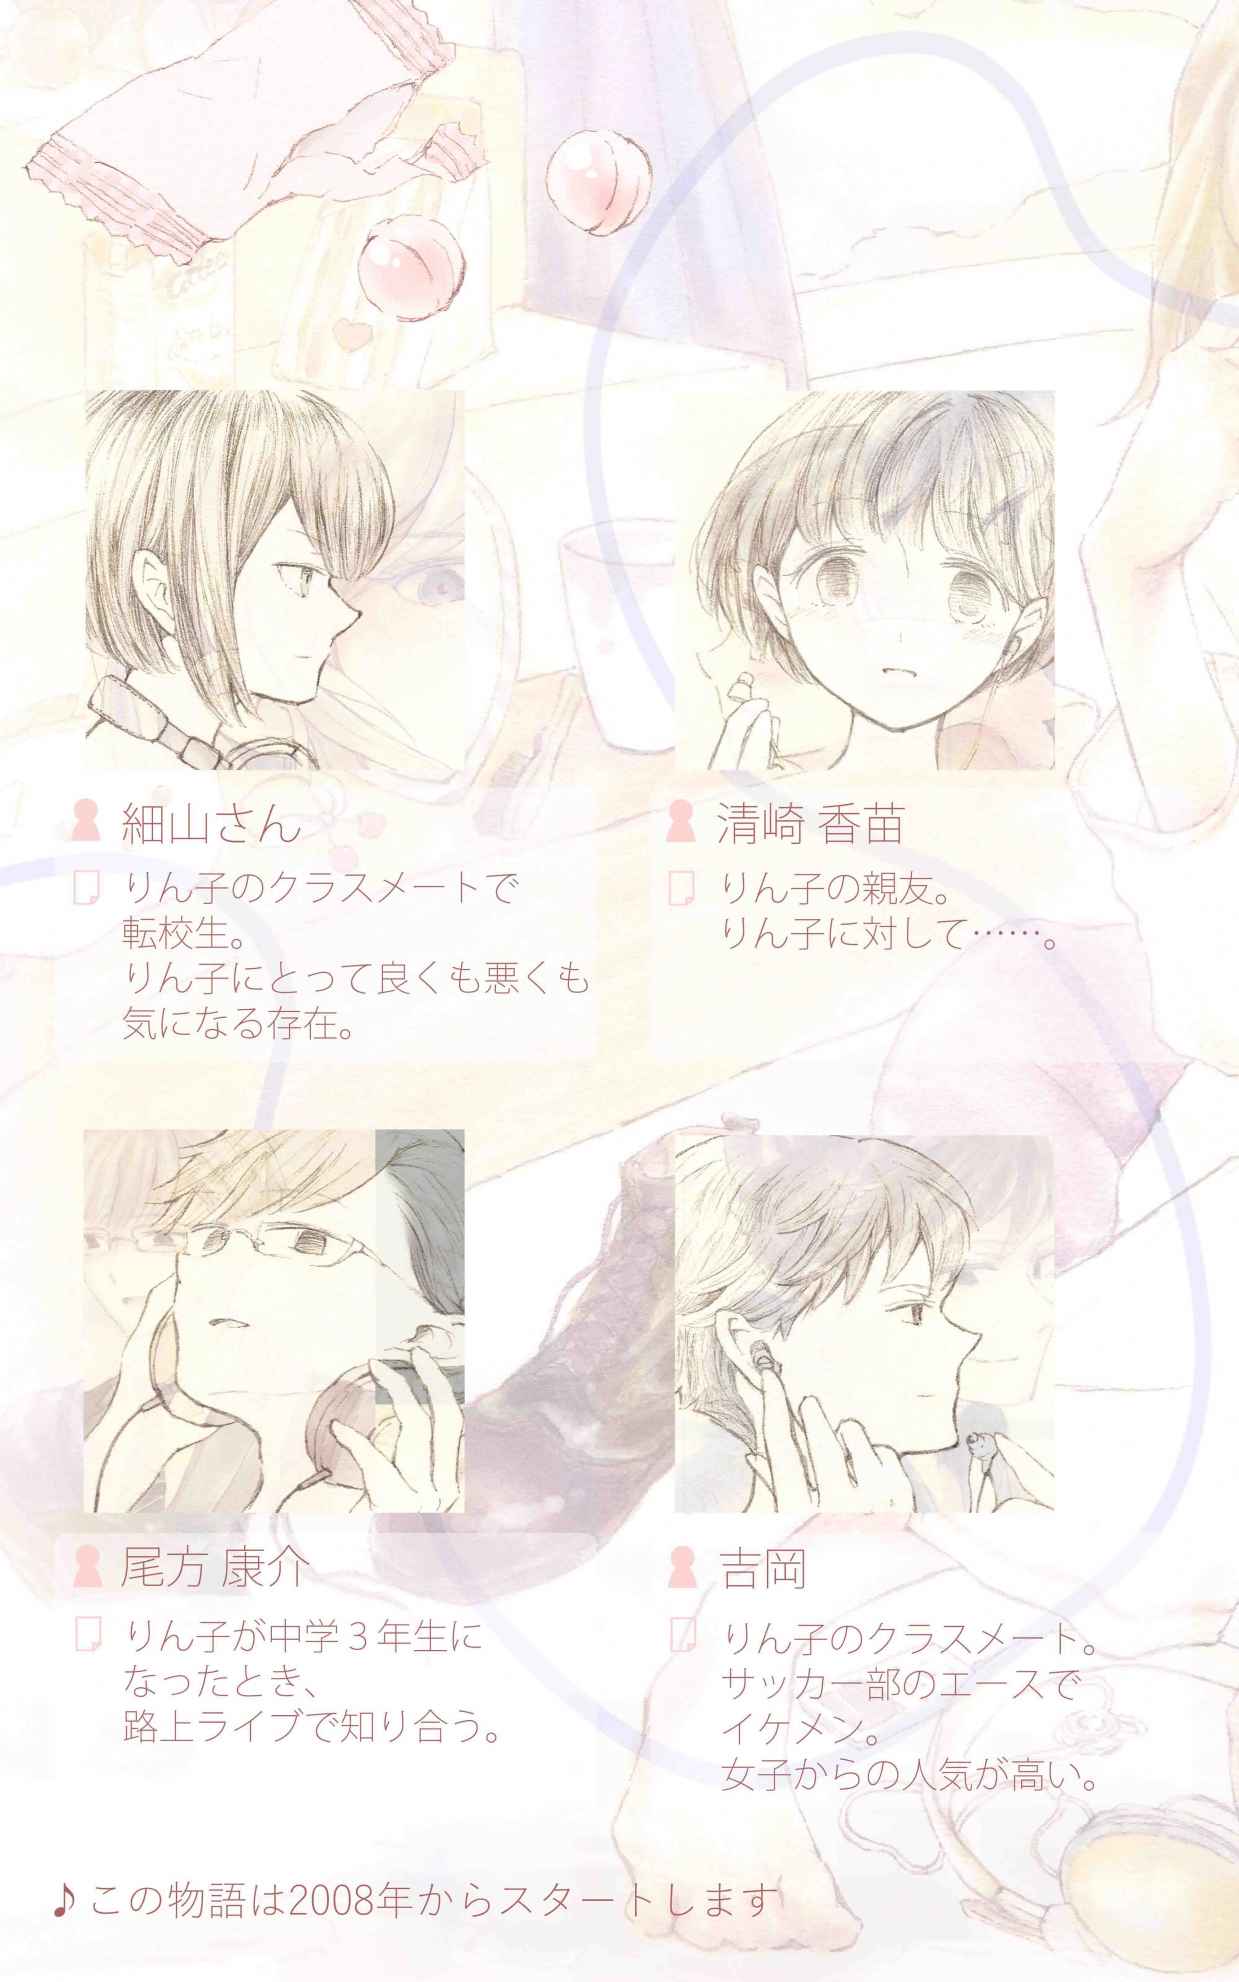 細山さん
りん子のクラスメートで
転校生。
りん子にとって良くも悪くも
気になる存在。
清崎 香苗
りん子の親友。
りん子に対して……。
尾方 康介
りん子が中学3年生に
なったとき、
路上ライブで知り合う。
吉岡
りん子のクラスメート。
サッカー部のエースで
イケメン。
女子からの人気が高い。
♪この物語は2008年からスタートします